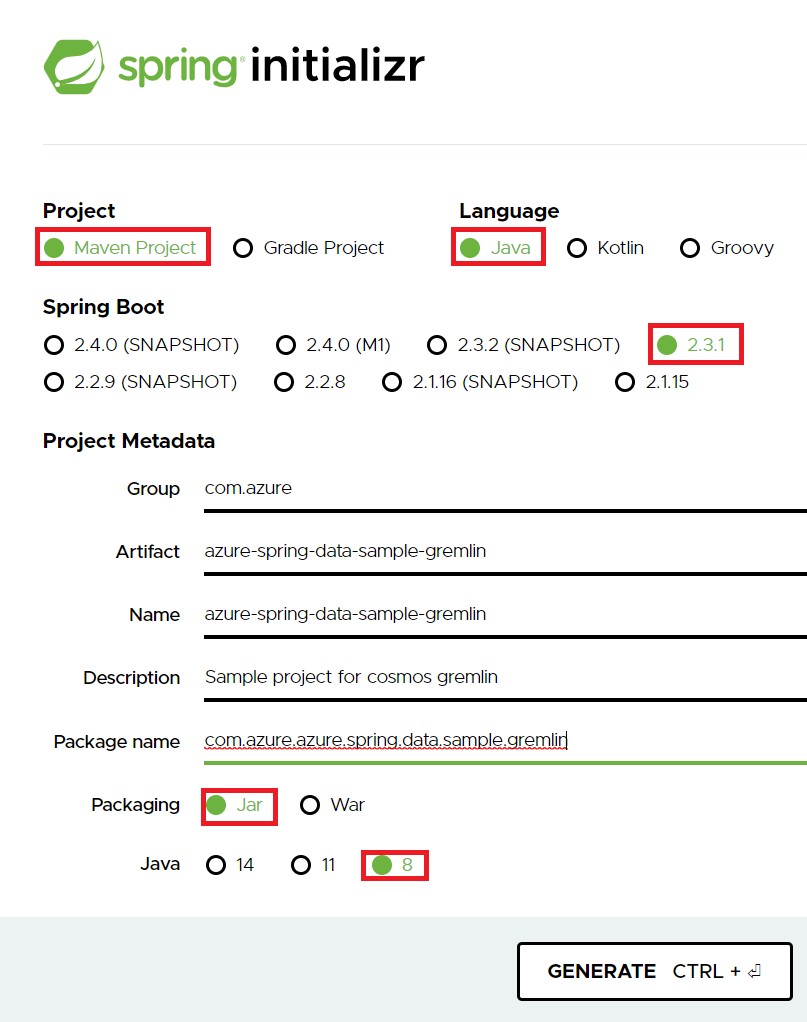 spring initializr
Project
Language
Maven Project Gradle Project
Java Kotlin Groovy
Spring Boot
2.4.0 (SNAPSHOT) 2.4.0 (M1) 2.3.2 (SNAPSHOT) 2.3.1
2.2.9 (SNAPSHOT) 2.2.8 2.1.16 (SNAPSHOT) 2.1.15
Project Metadata
Group com.azure
Artifact azure-spring-data-sample-gremlin
Name azure-spring-data-sample-gremlin
Description Sample project for cosmos gremlin
Package name com.azure.azure.spring.data.sample.gremlin
Packaging Jar War
Java 14 11 8
GENERATE CTRL + ⏎